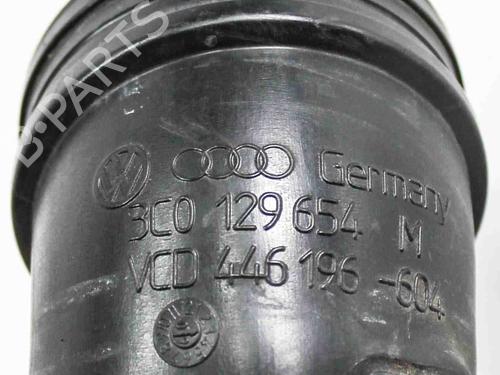 B-PARTS
Germany
3C0 129 654 M
VCD 446 196-604